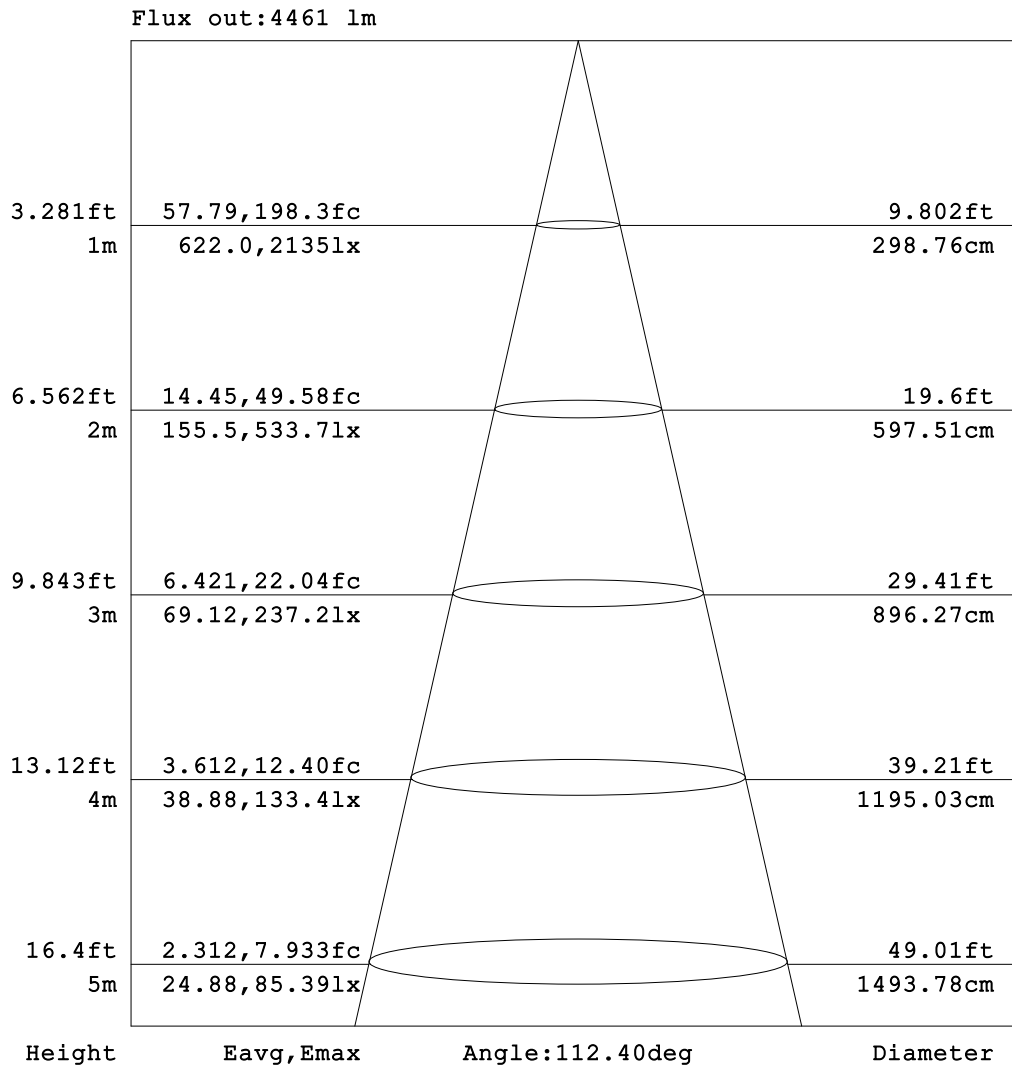 Flux out:4461 lm
3.281ft 57.79,198.3fc 9.802ft
1m 622.0,2135lx 298.76cm
6.562ft 14.45,49.58fc 19.6ft
2m 155.5,533.7lx 597.51cm
9.843ft 6.421,22.04fc 29.41ft
3m 69.12,237.2lx 896.27cm
13.12ft 3.612,12.40fc 39.21ft
4m 38.88,133.4lx 1195.03cm
16.4ft 2.312,7.933fc 49.01ft
5m 24.88,85.39lx 1493.78cm
Height Eavg,Emax Angle:112.40deg Diameter